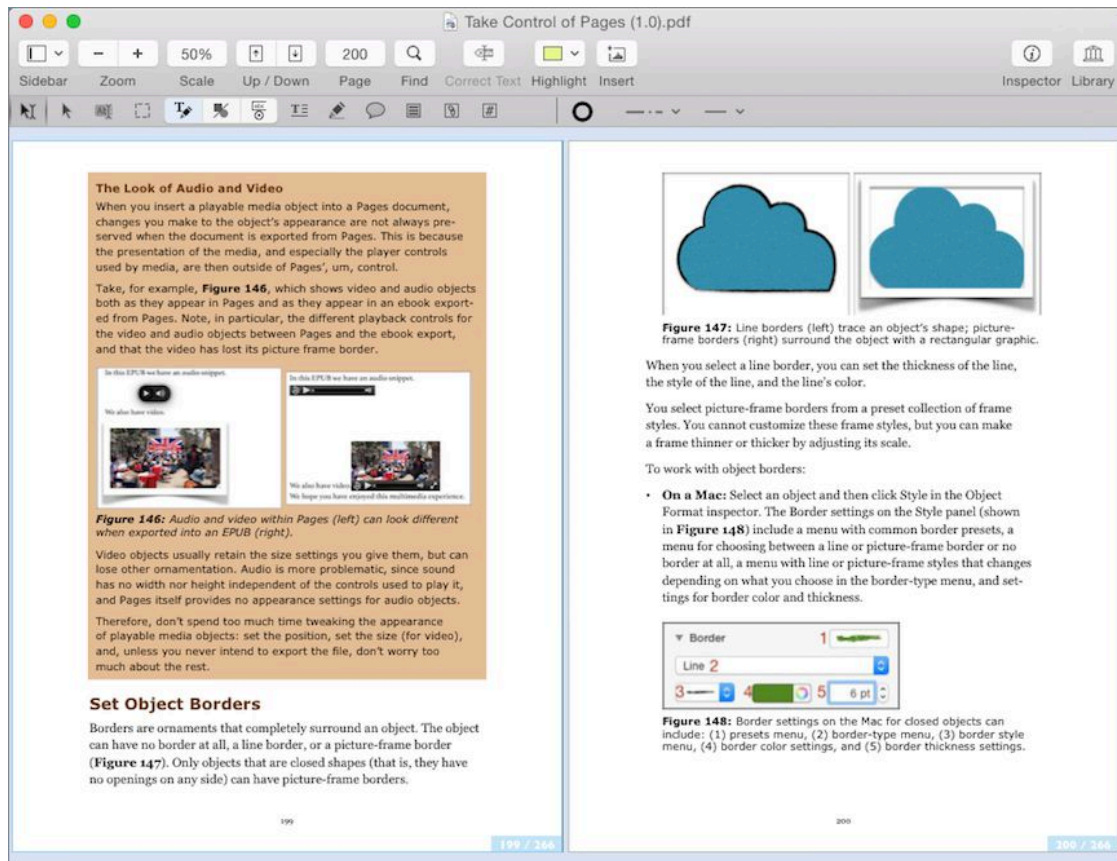 Take Control of Pages (1.0).pdf
50%
200
Sidebar
Zoom
Scale
Up / Down
Page
Find
Correct Text
Highlight
Insert
Inspector
Library
The Look of Audio and Video
When you insert a playable media object into a Pages document,
changes you make to the object's appearance are not always pre-
served when the document is exported from Pages. This is because
the presentation of the media, and especially the player controls
used by media, are then outside of Pages', um, control.
Take, for example, Figure 146, which shows video and audio objects
both as they appear in Pages and as they appear in an ebook export-
ed from Pages. Note, in particular, the different playback controls for
the video and audio objects between Pages and the ebook export,
and that the video has lost its picture frame border.
In this EPUB we have an audio snippet.
We also have video.
In this EPUB we have an audio snippet.
We also have video.
We hope you have enjoyed this multimedia experience.
Figure 146: Audio and video within Pages (left) can look different
when exported into an EPUB (right).
Video objects usually retain the size settings you give them, but can
lose other ornamentation. Audio is more problematic, since sound
has no width nor height independent of the controls used to play it,
and Pages itself provides no appearance settings for audio objects.
Therefore, don't spend too much time tweaking the appearance
of playable media objects: set the position, set the size (for video),
and, unless you never intend to export the file, don't worry too
much about the rest.
Set Object Borders
Borders are ornaments that completely surround an object. The object
can have no border at all, a line border, or a picture-frame border
(Figure 147). Only objects that are closed shapes (that is, they have
no openings on any side) can have picture-frame borders.
199
199 / 266
Figure 147: Line borders (left) trace an object's shape; picture-
frame borders (right) surround the object with a rectangular graphic.
When you select a line border, you can set the thickness of the line,
the style of the line, and the line's color.
You select picture-frame borders from a preset collection of frame
styles. You cannot customize these frame styles, but you can make
a frame thinner or thicker by adjusting its scale.
To work with object borders:
• On a Mac: Select an object and then click Style in the Object
Format inspector. The Border settings on the Style panel (shown
in Figure 148) include a menu with common border presets, a
menu for choosing between a line or picture-frame border or no
border at all, a menu with line or picture-frame styles that changes
depending on what you choose in the border-type menu, and set-
tings for border color and thickness.
Border 1
Line 2
3 4 5 6 pt
Figure 148: Border settings on the Mac for closed objects can
include: (1) presets menu, (2) border-type menu, (3) border style
menu, (4) border color settings, and (5) border thickness settings.
200
200 / 266